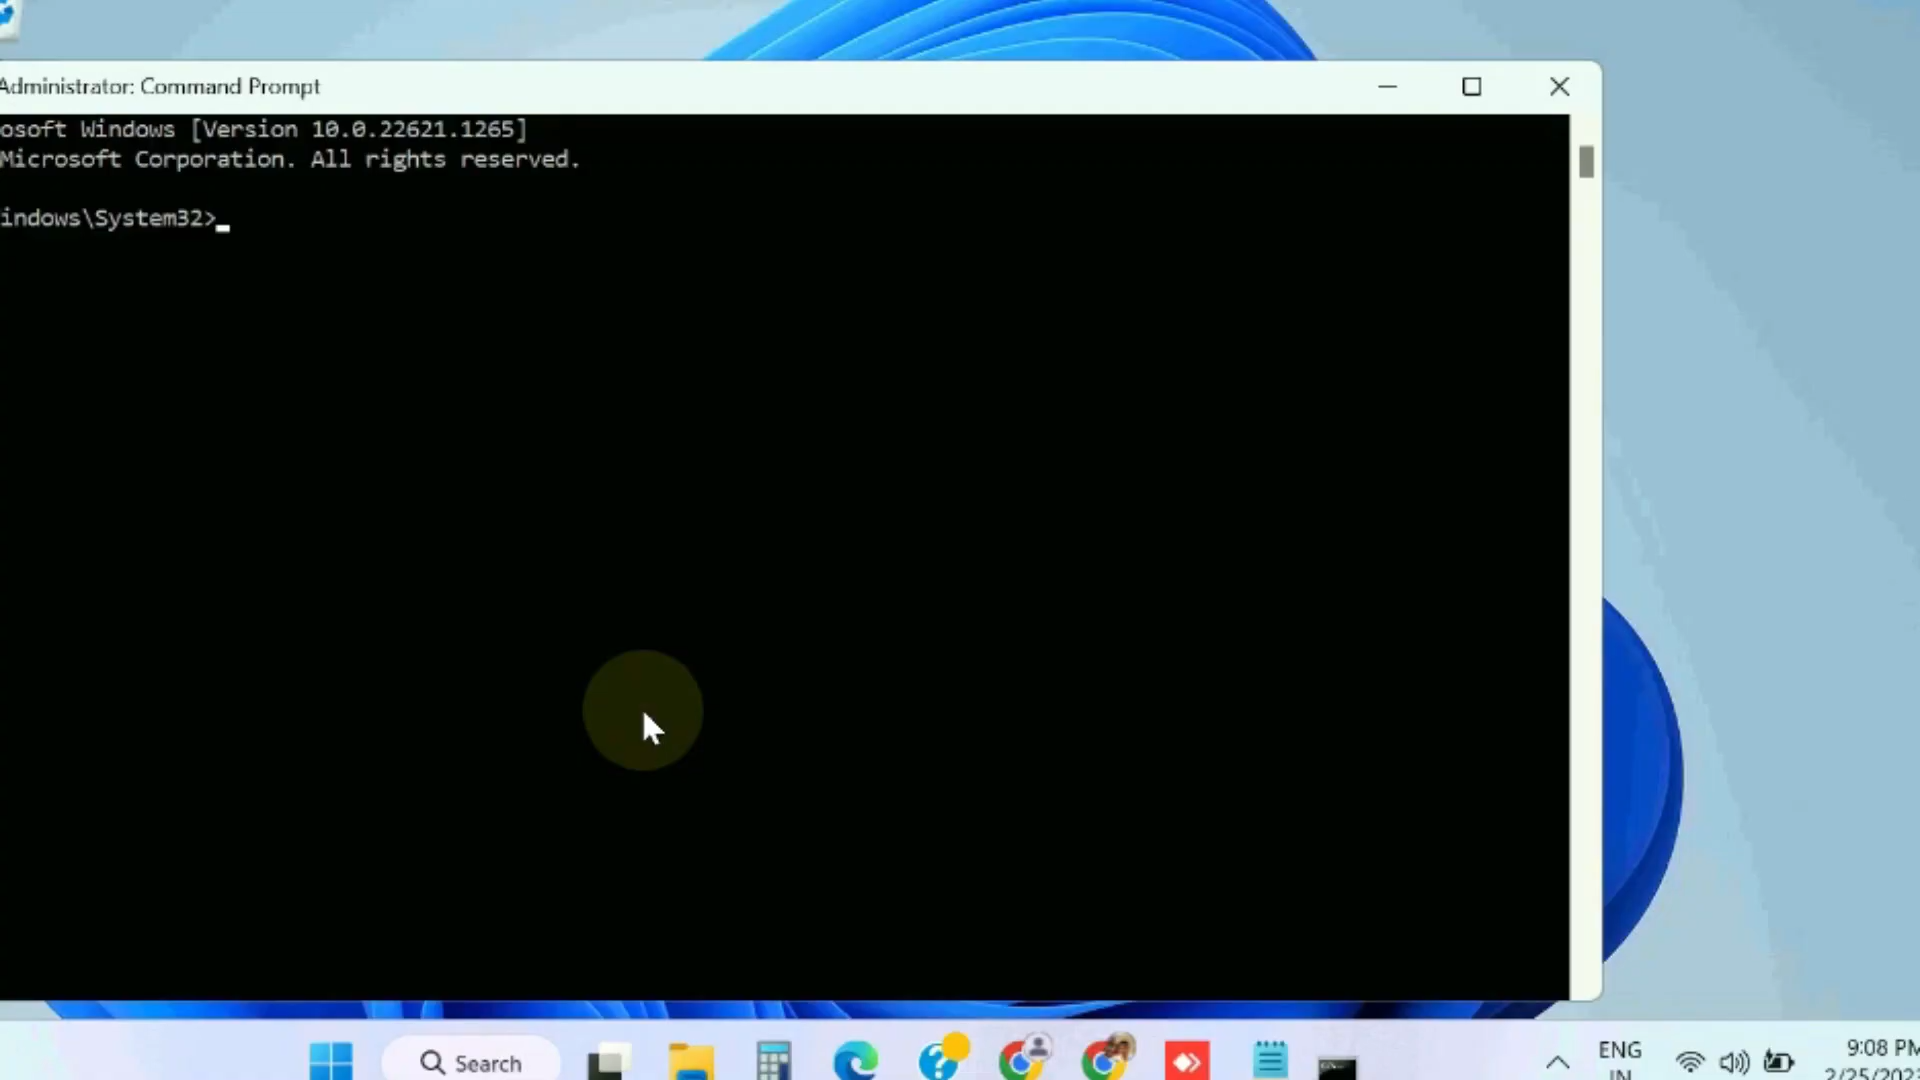 Administrator: Command Prompt
osoft Windows [Version 10.0.22621.1265]
Microsoft Corporation. All rights reserved.
indows\System32>
Search
ENG
IN
9:08 PM
2/25/202